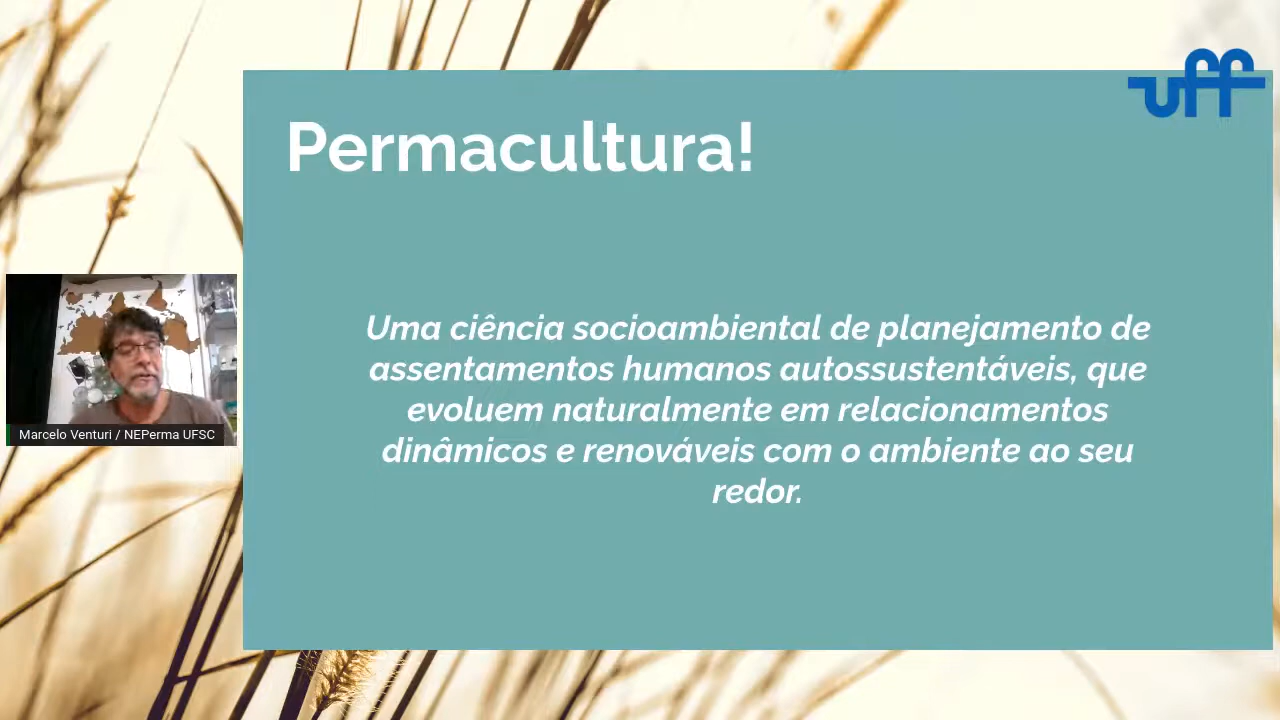 uff
Permacultura!
Uma ciência socioambiental de planejamento de
assentamentos humanos autossustentáveis, que
evoluem naturalmente em relacionamentos
dinâmicos e renováveis com o ambiente ao seu
redor.
Marcelo Venturi / NEPerma UFSC